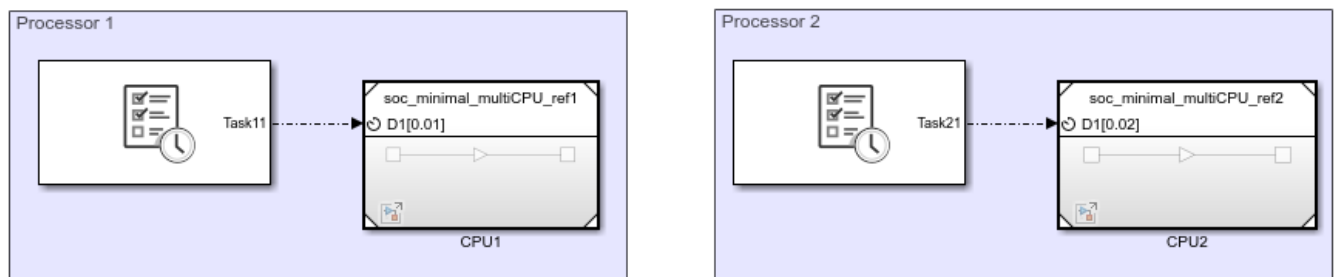 Processor 1
Task11
soc_minimal_multiCPU_ref1
D1[0.01]
CPU1
Processor 2
Task21
soc_minimal_multiCPU_ref2
D1[0.02]
CPU2